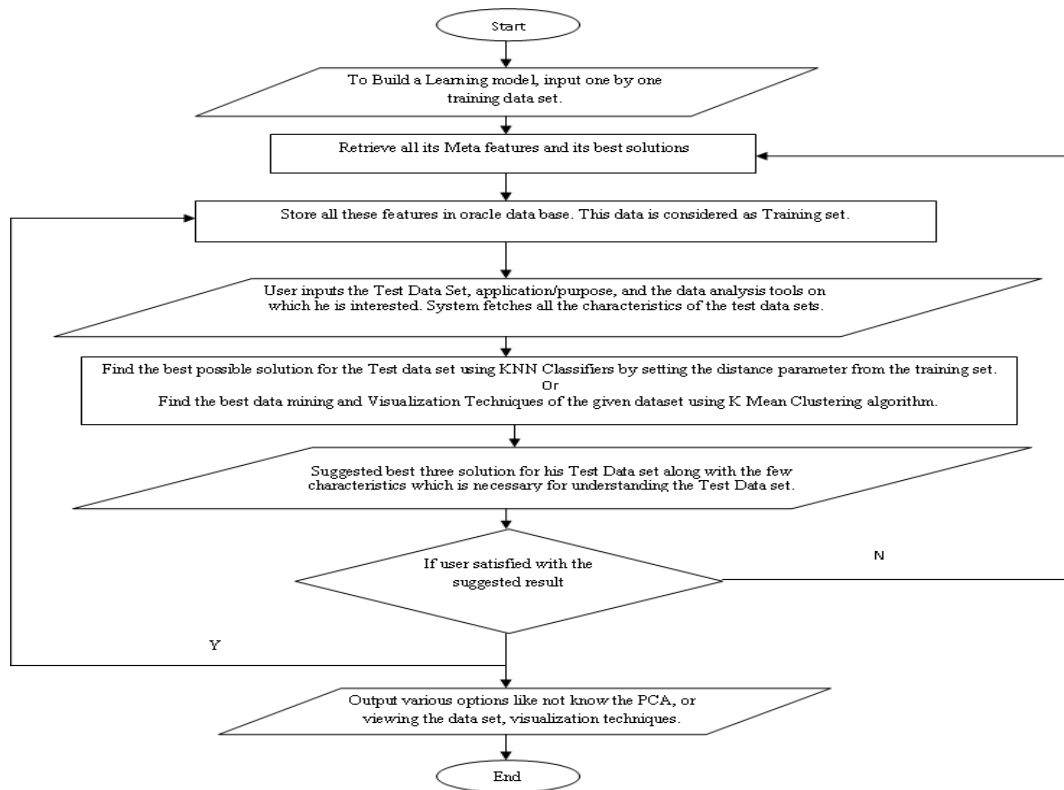 Start
To Build a Learning model, input one by one
training data set.
Retrieve all its Meta features and its best solutions
Store all these features in oracle data base. This data is considered as Training set.
User inputs the Test Data Set, application/purpose, and the data analysis tools on
which he is interested. System fetches all the characteristics of the test data sets.
Find the best possible solution for the Test data set using KNN Classifiers by setting the distance parameter from the training set.
Or
Find the best data mining and Visualization Techniques of the given dataset using K Mean Clustering algorithm.
Suggested best three solution for his Test Data set along with the few
characteristics which is necessary for understanding the Test Data set.
If user satisfied with the
suggested result
N
Y
Output various options like not know the PCA, or
viewing the data set, visualization techniques.
End